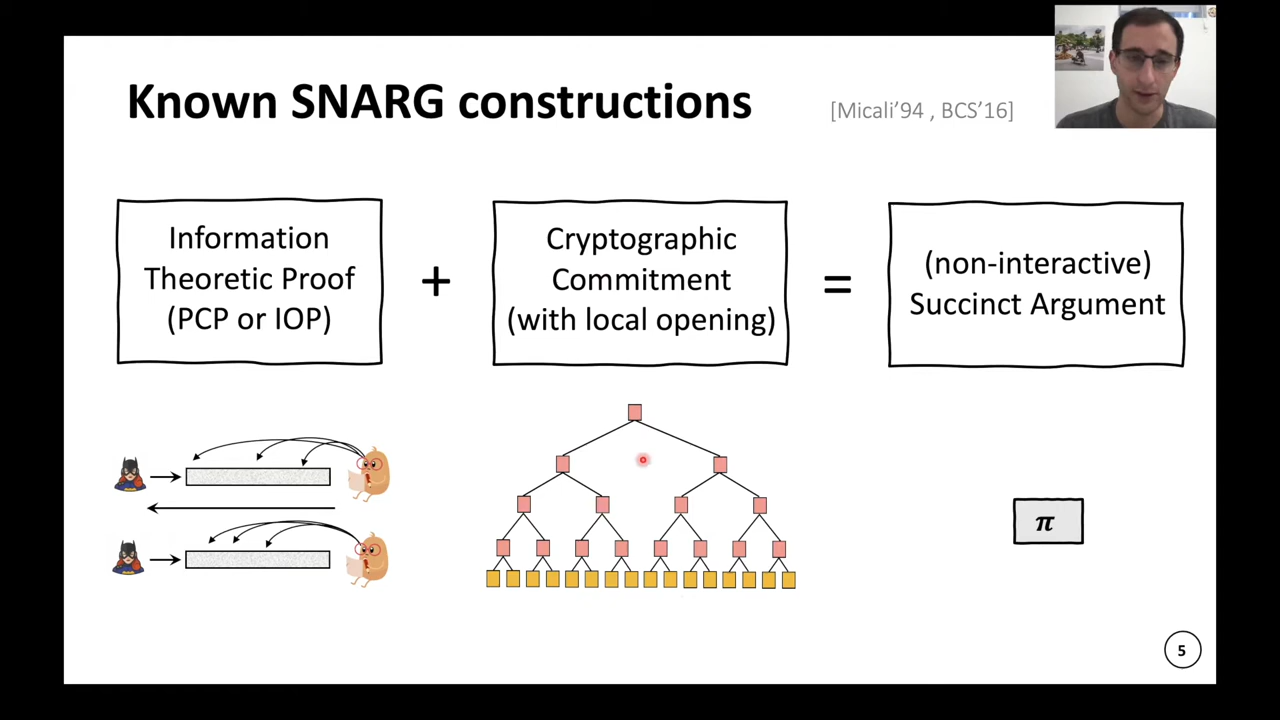 Known SNARG constructions
[Micali’94 , BCS’16]
Information
Theoretic Proof
(PCP or IOP)
+
Cryptographic
Commitment
(with local opening)
=
(non-interactive)
Succinct Argument
π
5